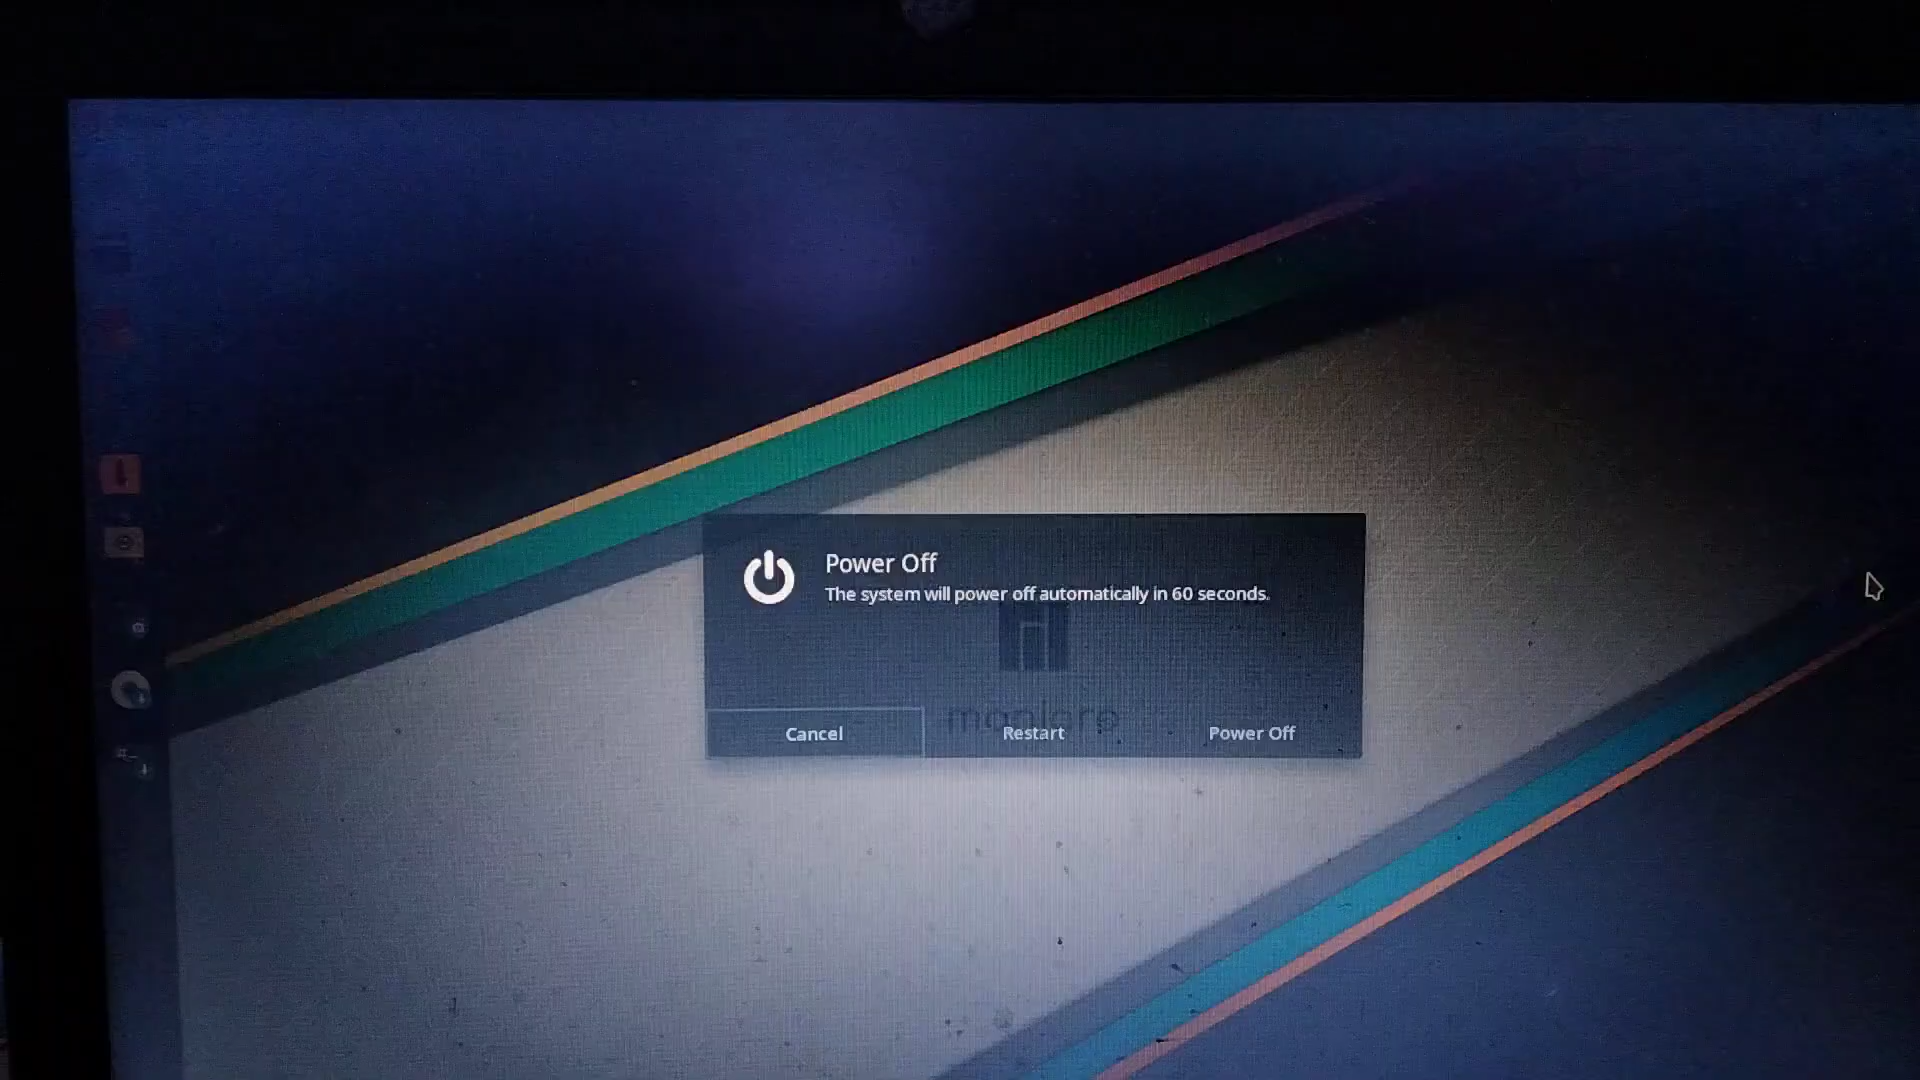 Power Off
The system will power off automatically in 60 seconds.
Cancel
Restart
Power Off